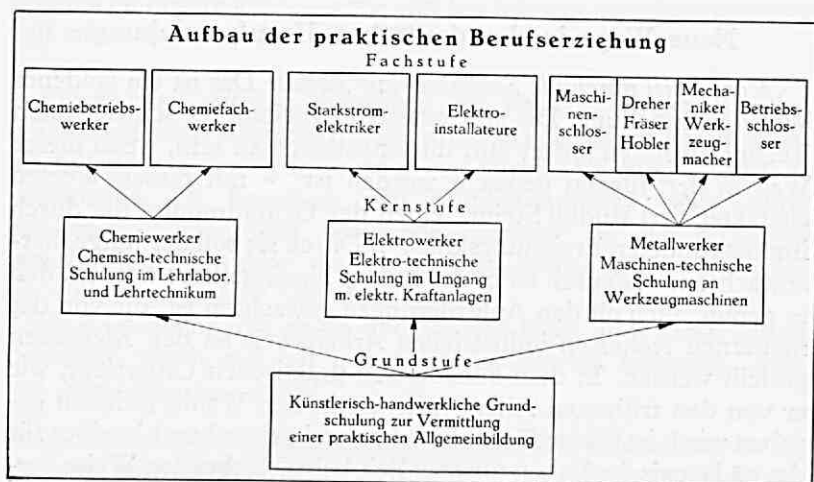 Aufbau der praktischen Berufserziehung
Fachstufe
Chemiebetriebs-
werker
Chemiefach-
werker
Starkstrom-
elektriker
Elektro-
installateure
Maschi-
nen-
schlos-
ser
Dreher
Fräser
Hobler
Mecha-
niker
Werk-
zeug-
macher
Betriebs-
schlos-
ser
Kernstufe
Chemiewerker
Chemisch-technische
Schulung im Lehrlabor.
und Lehrtechnikum
Elektrowerker
Elektro-technische
Schulung im Umgang
m. elektr. Kraftanlagen
Metallwerker
Maschinen-technische
Schulung an
Werkzeugmaschinen
Grundstufe
Künstlerisch-handwerkliche Grund-
schulung zur Vermittlung
einer praktischen Allgemeinbildung